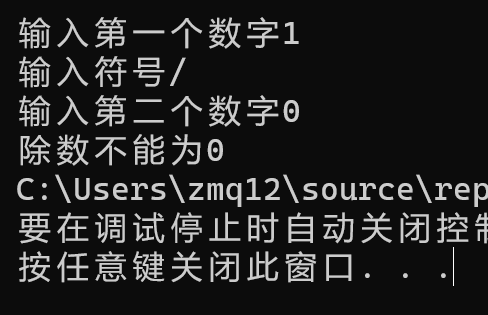 输入第一个数字1
输入符号/
输入第二个数字0
除数不能为0
C:\Users\zmq12\source\rep
要在调试停止时自动关闭控制
按任意键关闭此窗口. . .